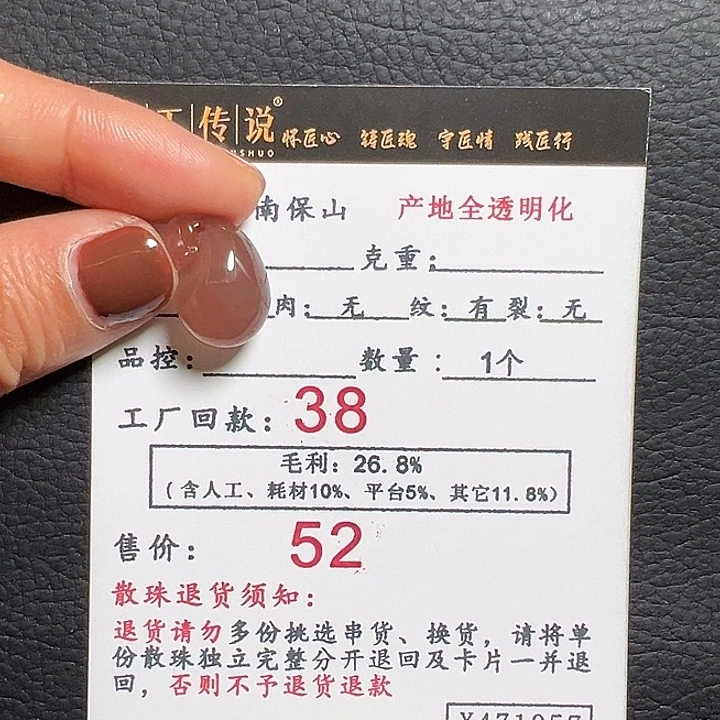 传说® 怀匠心 铸匠魂 守匠情 践匠行
南保山 产地全透明化
克重:
肉: 无 纹: 有 裂: 无
品控: 数量: 1个
工厂回款: 38
毛利: 26.8%
(含人工、耗材10%、平台5%、其它11.8%)
售价: 52
散珠退货须知:
退货请勿多份挑选串货、换货, 请将单
份散珠独立完整分开退回及卡片一并退
回, 否则不予退货退款